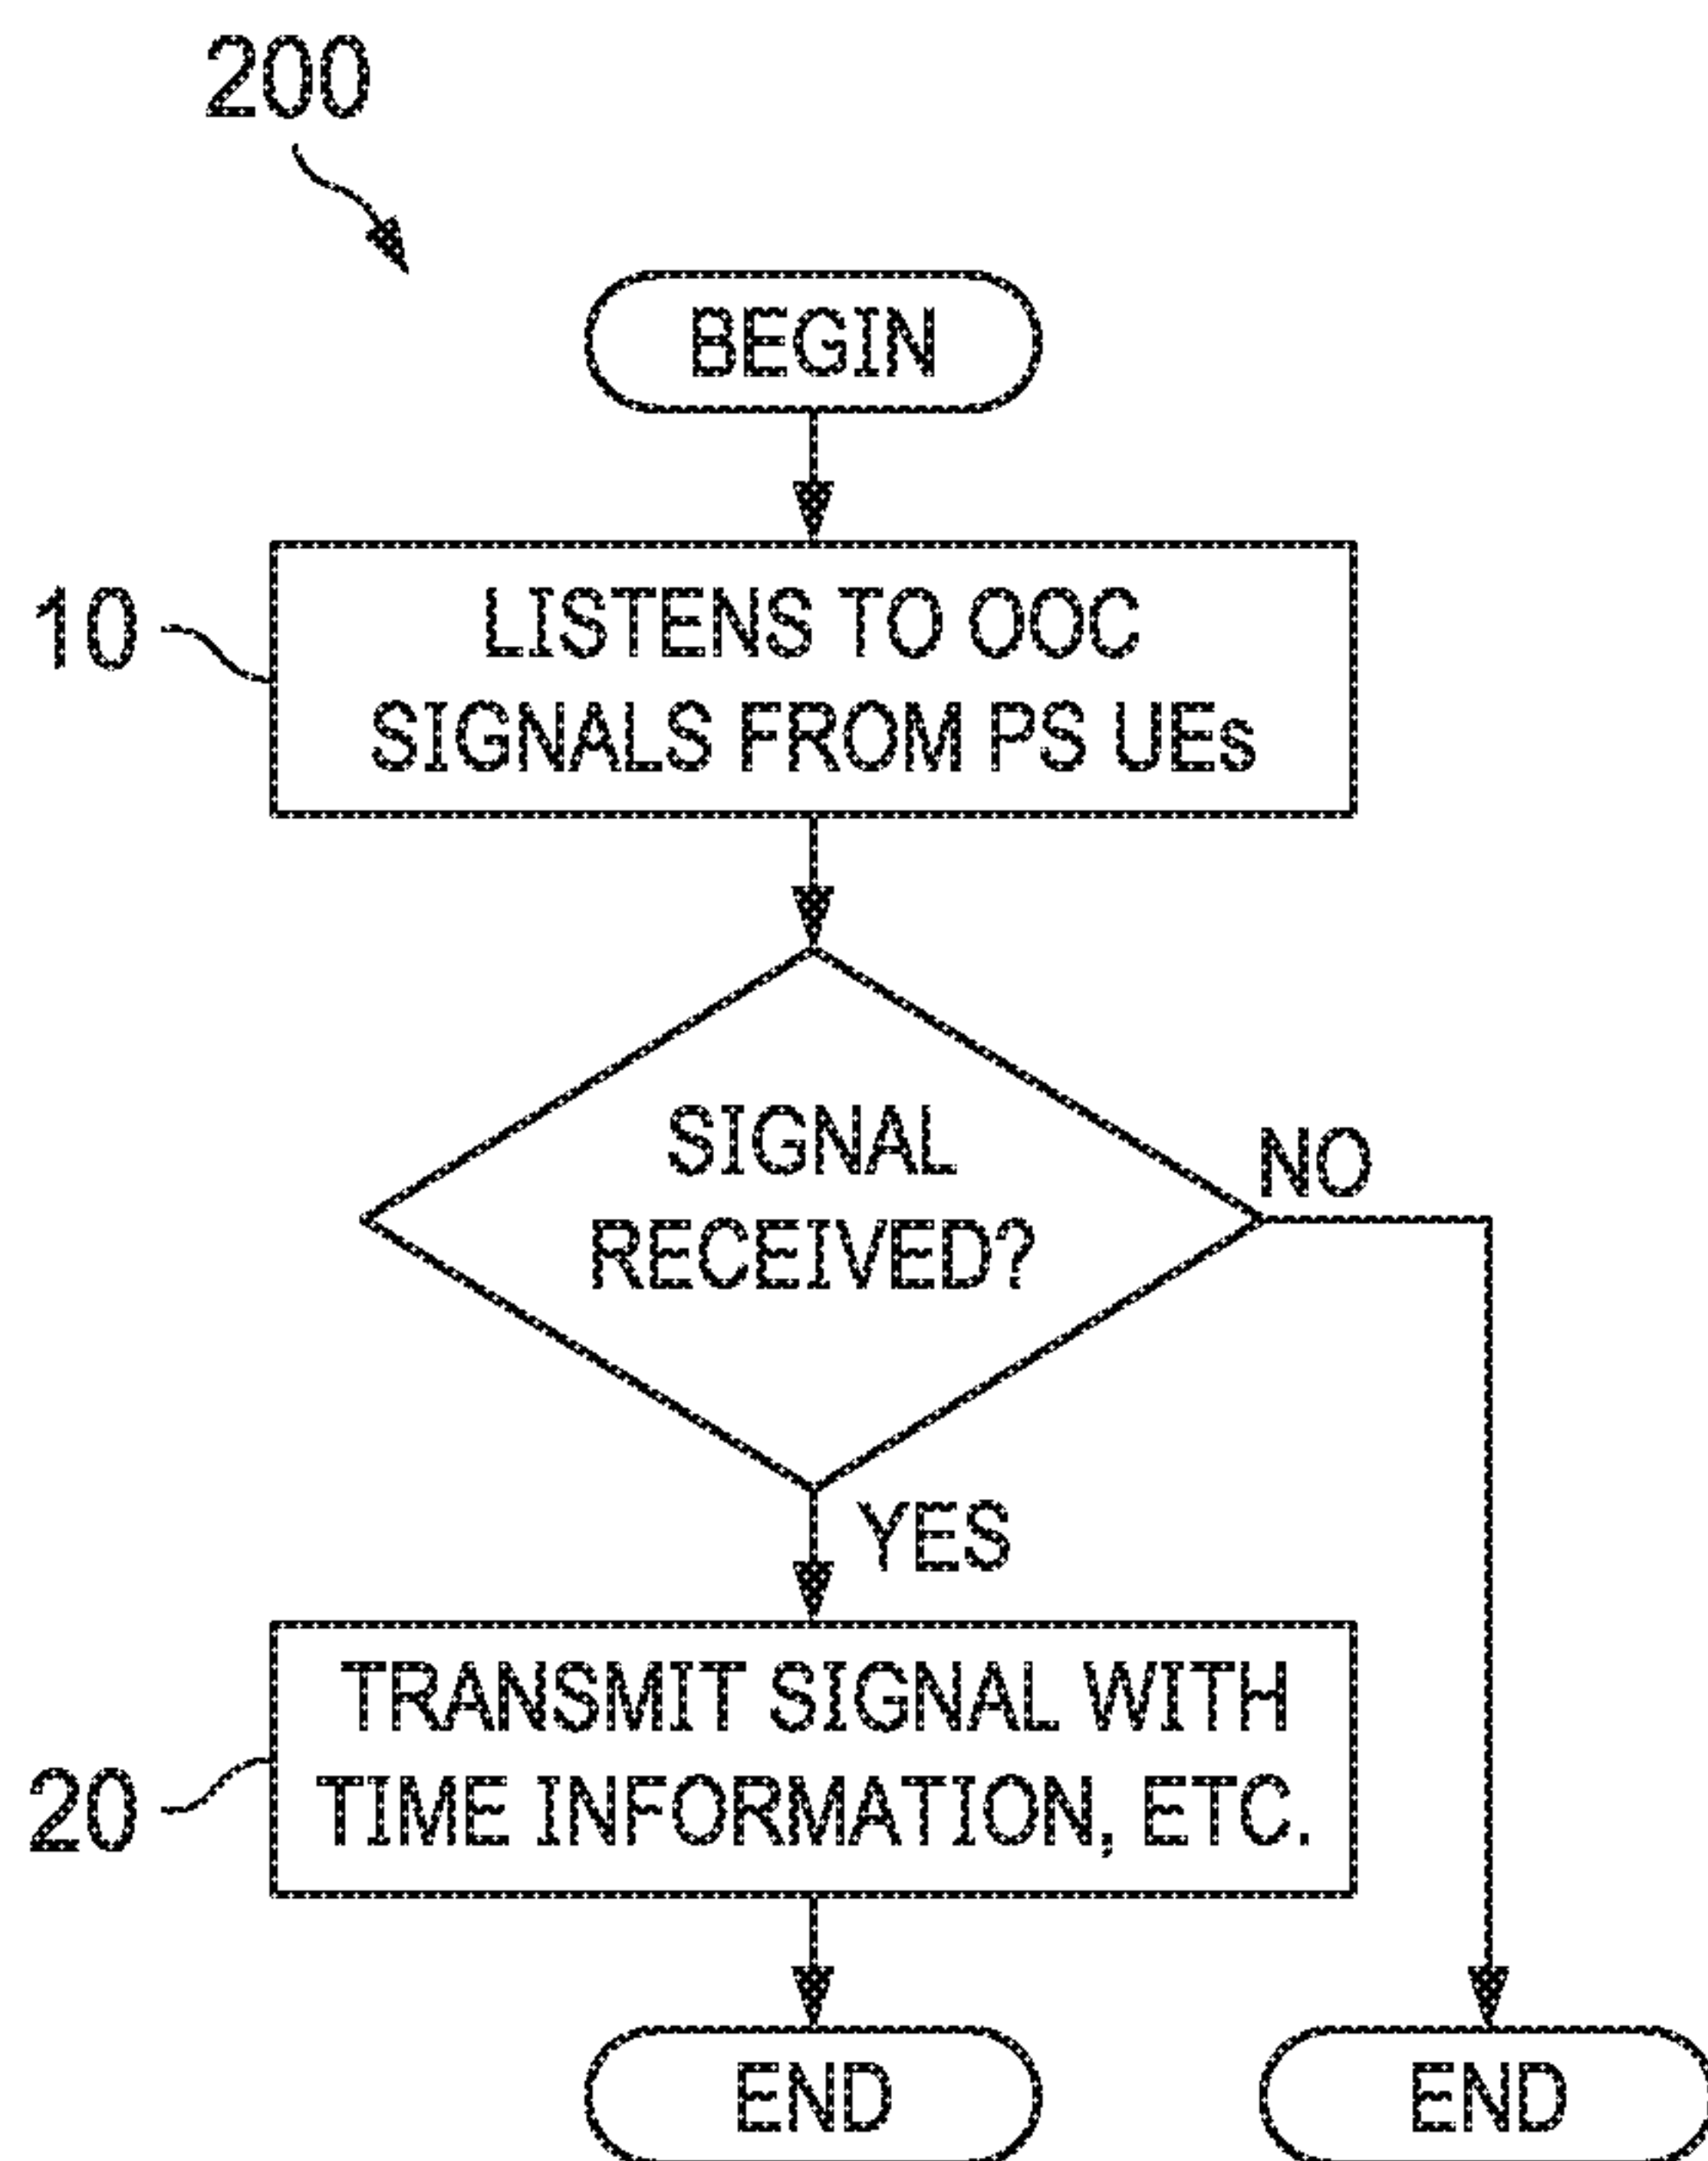 200
BEGIN
10
LISTENS TO OOC
SIGNALS FROM PS UEs
SIGNAL
RECEIVED?
NO
YES
TRANSMIT SIGNAL WITH
TIME INFORMATION, ETC.
20
END
END